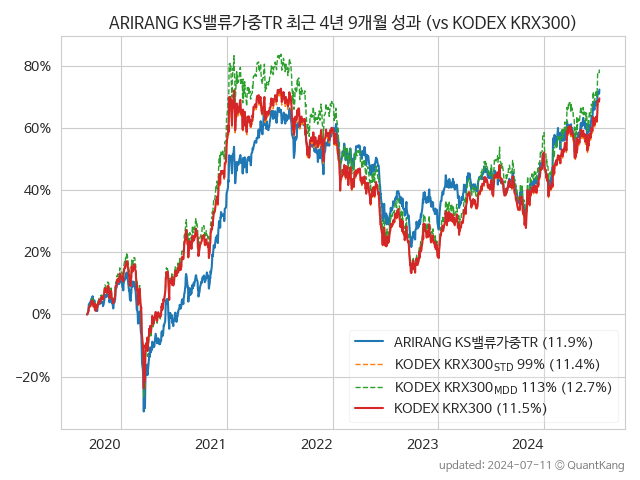 ARIRANG KS밸류가중TR 최근 4년 9개월 성과 (vs KODEX KRX300)
80%
60%
40%
20%
0%
−20%
ARIRANG KS밸류가중TR (11.9%)
KODEX KRX300STD 99% (11.4%)
KODEX KRX300MDD 113% (12.7%)
KODEX KRX300 (11.5%)
2020 2021 2022 2023 2024
updated: 2024-07-11 © QuantKang